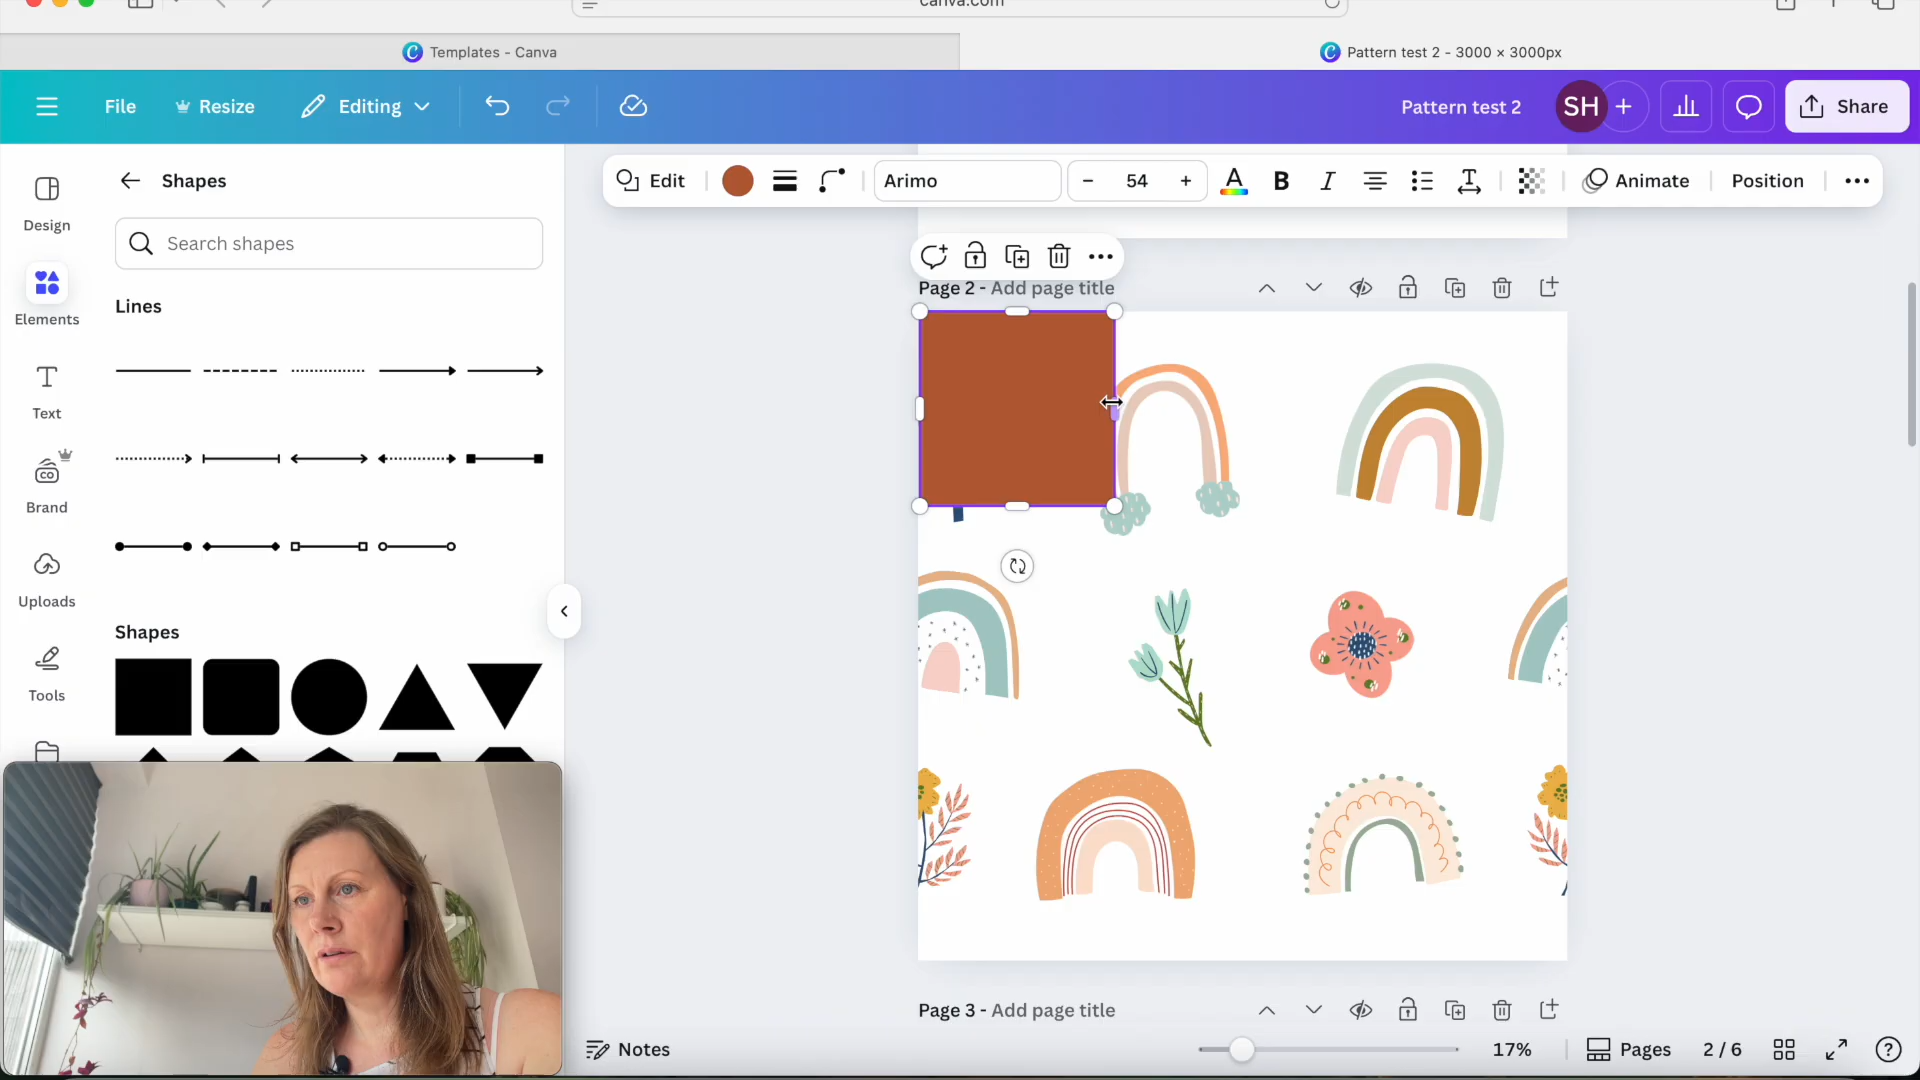 canva.com
Templates - Canva
Pattern test 2 - 3000 × 3000px
File
Resize
Editing
Pattern test 2
SH
Share
Design
Elements
Text
Brand
CO
Uploads
Tools
Shapes
Search shapes
Lines
Shapes
Edit
Arimo
54
A
B
I
Animate
Position
Page 2 - Add page title
Page 3 - Add page title
Notes
17%
Pages
2 / 6